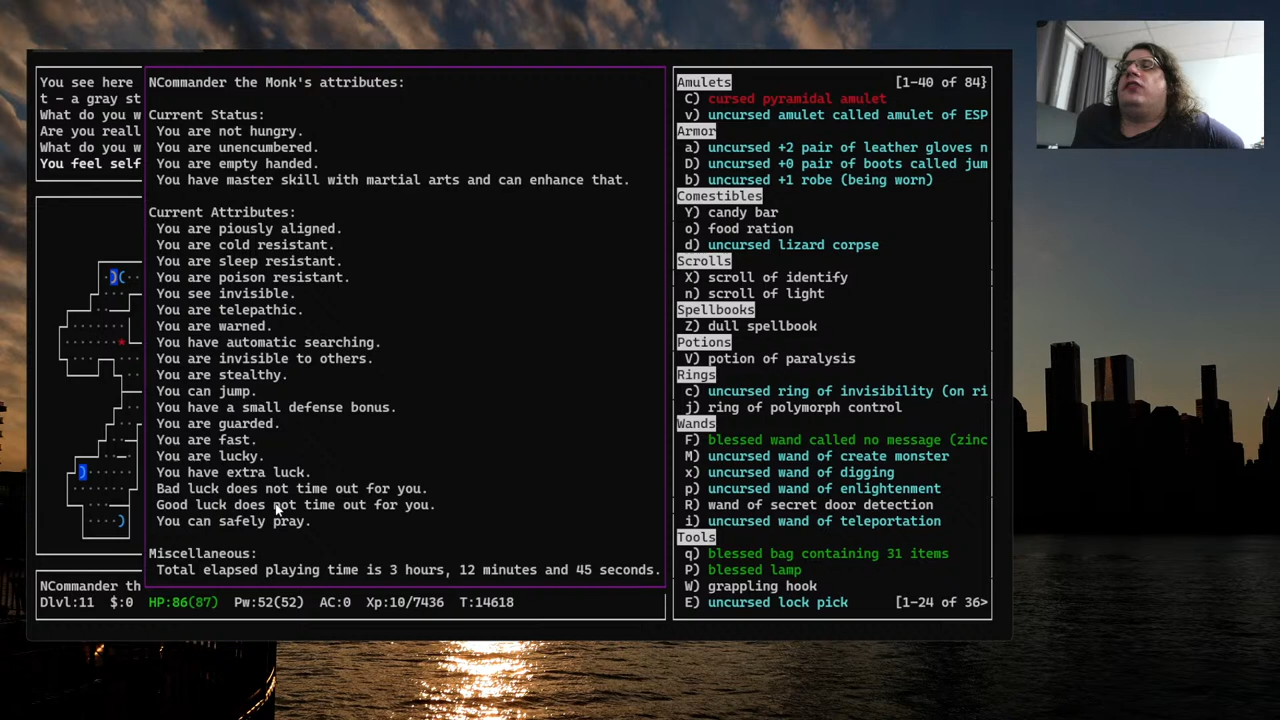 You see here
t - a gray st
What do you w
Are you reall
What do you w
You feel self
NCommander the Monk's attributes:
Current Status:
You are not hungry.
You are unencumbered.
You are empty handed.
You have master skill with martial arts and can enhance that.
Current Attributes:
You are piously aligned.
You are cold resistant.
You are sleep resistant.
You are poison resistant.
You see invisible.
You are telepathic.
You are warned.
You have automatic searching.
You are invisible to others.
You are stealthy.
You can jump.
You have a small defense bonus.
You are guarded.
You are fast.
You are lucky.
You have extra luck.
Bad luck does not time out for you.
Good luck does not time out for you.
You can safely pray.
Miscellaneous:
Total elapsed playing time is 3 hours, 12 minutes and 45 seconds.
NCommander th
Dlvl:11 $:0 HP:86(87) Pw:52(52) AC:0 Xp:10/7436 T:14618
Amulets [1-40 of 84}
C) cursed pyramidal amulet
v) uncursed amulet called amulet of ESP
Armor
a) uncursed +2 pair of leather gloves n
D) uncursed +0 pair of boots called jum
b) uncursed +1 robe (being worn)
Comestibles
Y) candy bar
o) food ration
d) uncursed lizard corpse
Scrolls
X) scroll of identify
n) scroll of light
Spellbooks
Z) dull spellbook
Potions
V) potion of paralysis
Rings
c) uncursed ring of invisibility (on ri
j) ring of polymorph control
Wands
F) blessed wand called no message (zinc
M) uncursed wand of create monster
x) uncursed wand of digging
p) uncursed wand of enlightenment
R) wand of secret door detection
i) uncursed wand of teleportation
Tools
q) blessed bag containing 31 items
P) blessed lamp
W) grappling hook
E) uncursed lock pick [1-24 of 36>